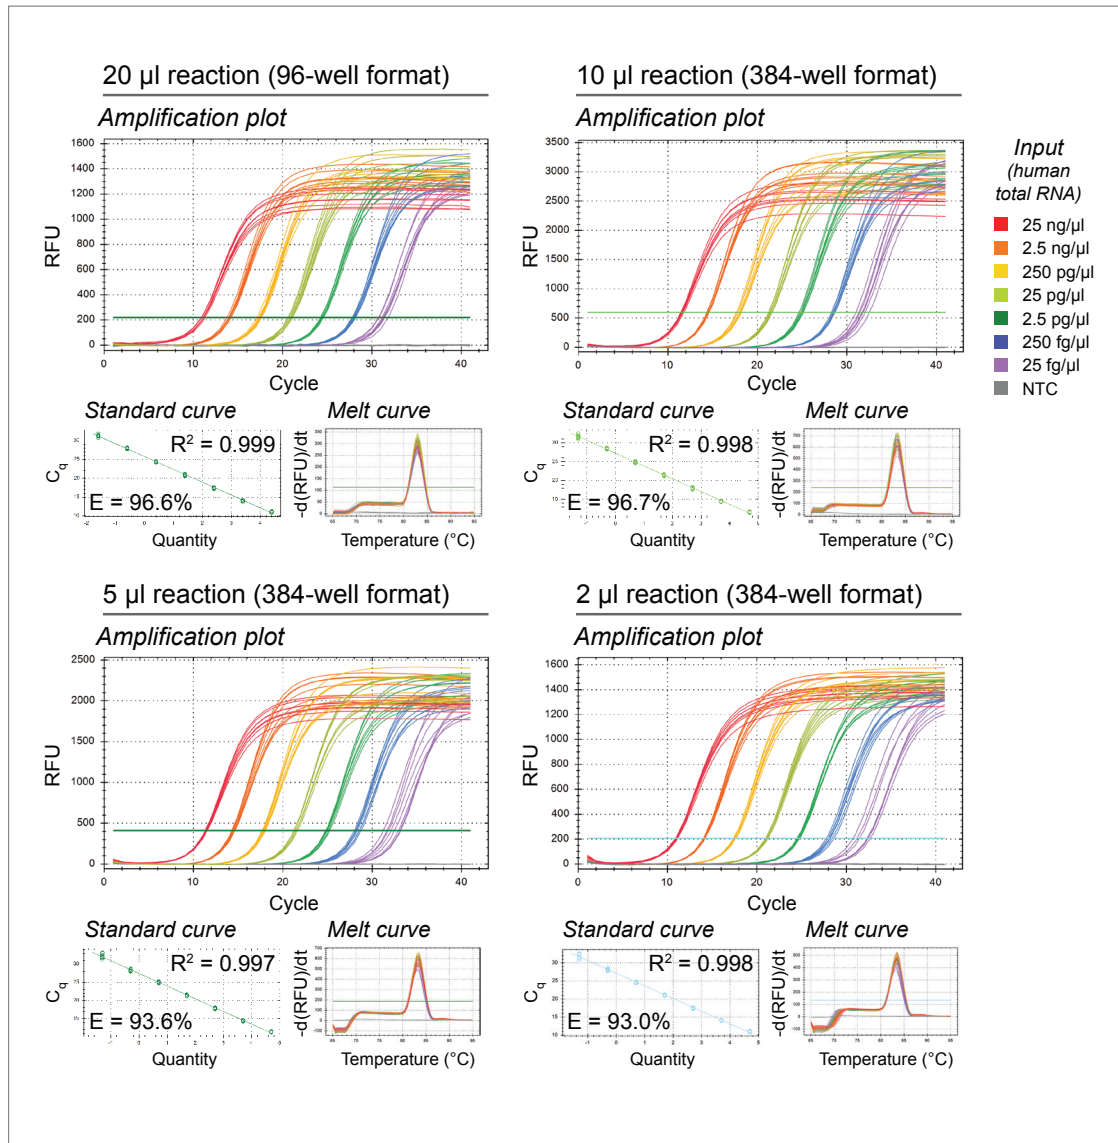 20 µl reaction (96-well format)
Amplification plot
1600
1400
1200
1000
800
600
400
200
0
RFU
0
10
20
30
40
Cycle
Standard curve
R² = 0.999
E = 96.6%
Cq
Quantity
Melt curve
-d(RFU)/dt
Temperature (°C)
10 µl reaction (384-well format)
Amplification plot
3500
3000
2500
2000
1500
1000
500
0
RFU
0
10
20
30
40
Cycle
Standard curve
R² = 0.998
E = 96.7%
Cq
Quantity
Melt curve
-d(RFU)/dt
Temperature (°C)
Input
(human
total RNA)
25 ng/µl
2.5 ng/µl
250 pg/µl
25 pg/µl
2.5 pg/µl
250 fg/µl
25 fg/µl
NTC
5 µl reaction (384-well format)
Amplification plot
2500
2000
1500
1000
500
0
RFU
0
10
20
30
40
Cycle
Standard curve
R² = 0.997
E = 93.6%
Cq
Quantity
Melt curve
-d(RFU)/dt
Temperature (°C)
2 µl reaction (384-well format)
Amplification plot
1600
1400
1200
1000
800
600
400
200
0
RFU
0
10
20
30
40
Cycle
Standard curve
R² = 0.998
E = 93.0%
Cq
Quantity
Melt curve
-d(RFU)/dt
Temperature (°C)